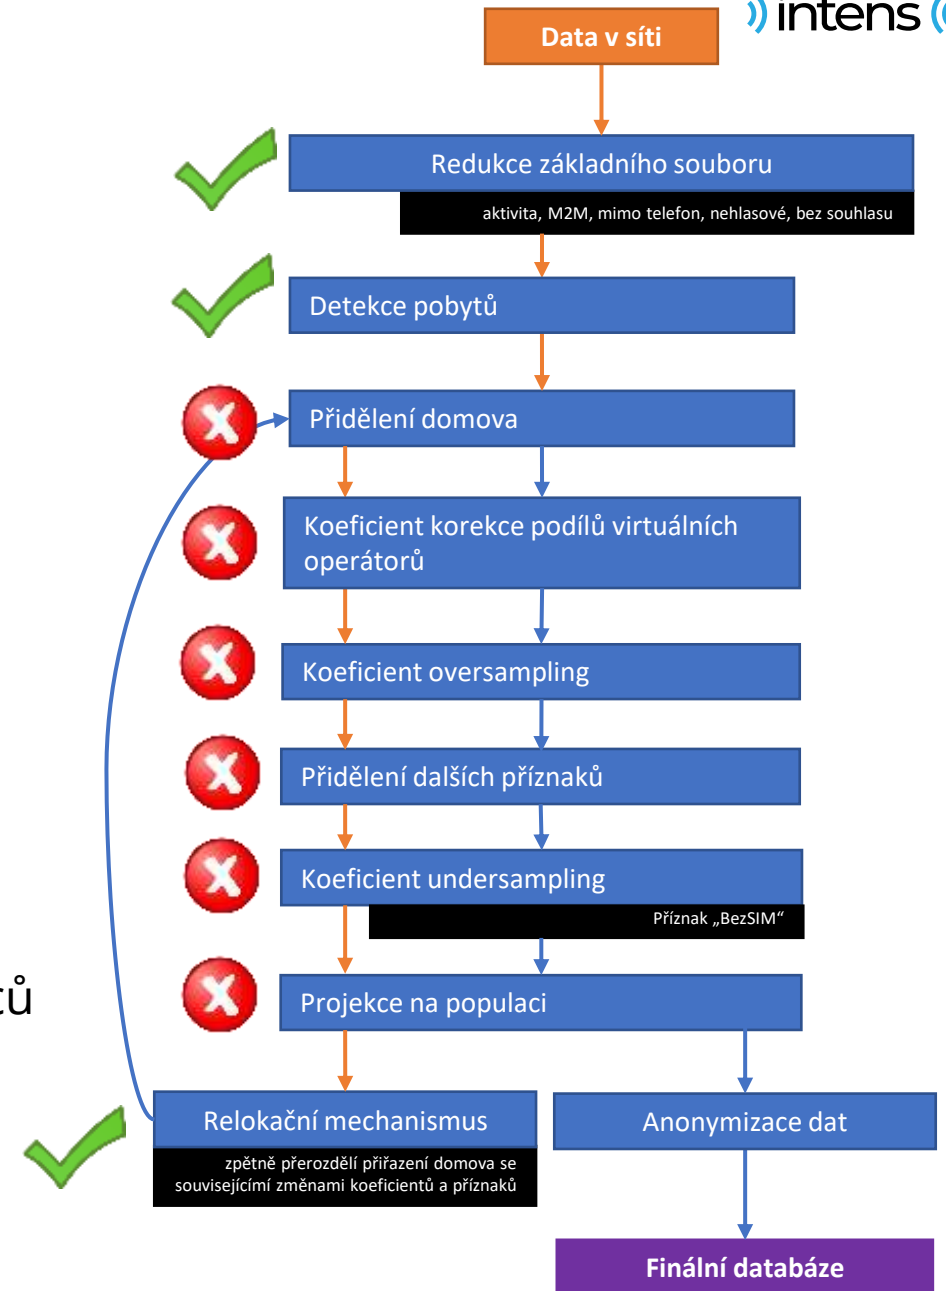 Data v síti
intens
Redukce základního souboru
aktivita, M2M, mimo telefon, nehlasové, bez souhlasu
Detekce pobytů
Přidělení domova
Koeficient korekce podílů virtuálních
operátorů
Koeficient oversampling
Přidělení dalších příznaků
Koeficient undersampling
Příznak „BezSIM“
Projekce na populaci
Relokační mechanismus
zpětně přerozdělí přiřazení domova se
souvisejícími změnami koeficientů a příznaků
Anonymizace dat
Finální databáze